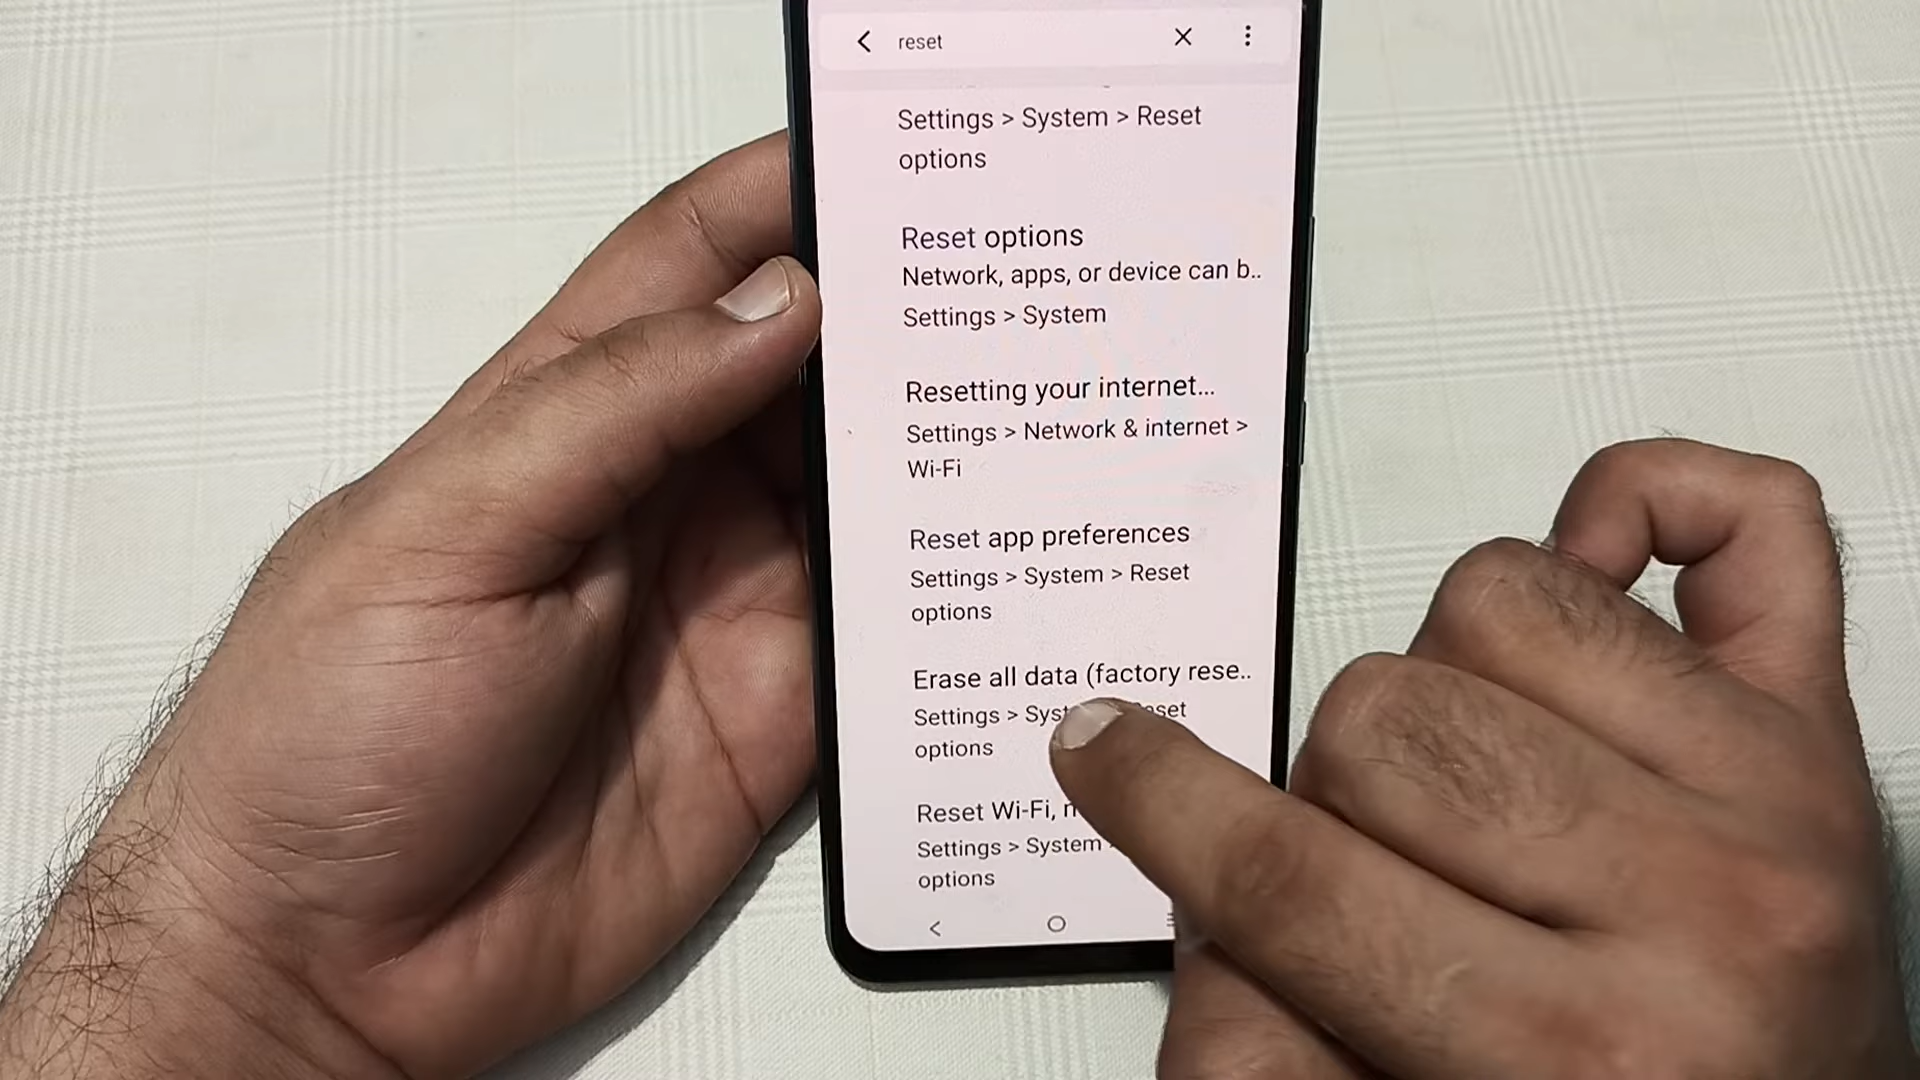 reset
Settings > System > Reset
options
Reset options
Network, apps, or device can b..
Settings > System
Resetting your internet...
Settings > Network & internet >
Wi-Fi
Reset app preferences
Settings > System > Reset
options
Erase all data (factory rese..
Settings >
options
Reset Wi-Fi,
Settings > System
options